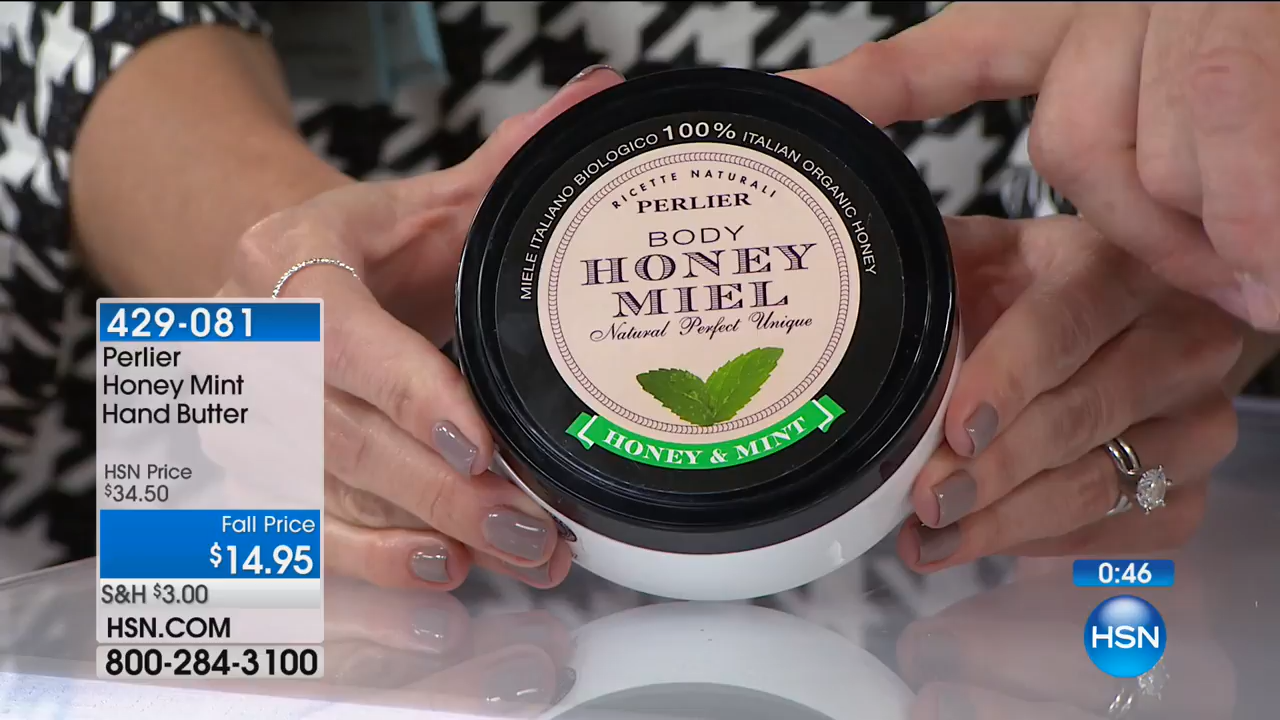 MIELE ITALIANO BIOLOGICO 100% ITALIAN ORGANIC HONEY
RICETTE NATURALI
PERLIER
BODY
HONEY
MIEL
Natural Perfect Unique
HONEY & MINT
429-081
Perlier
Honey Mint
Hand Butter
HSN Price
$34.50
Fall Price
$14.95
S&H $3.00
HSN.COM
800-284-3100
0:46
HSN